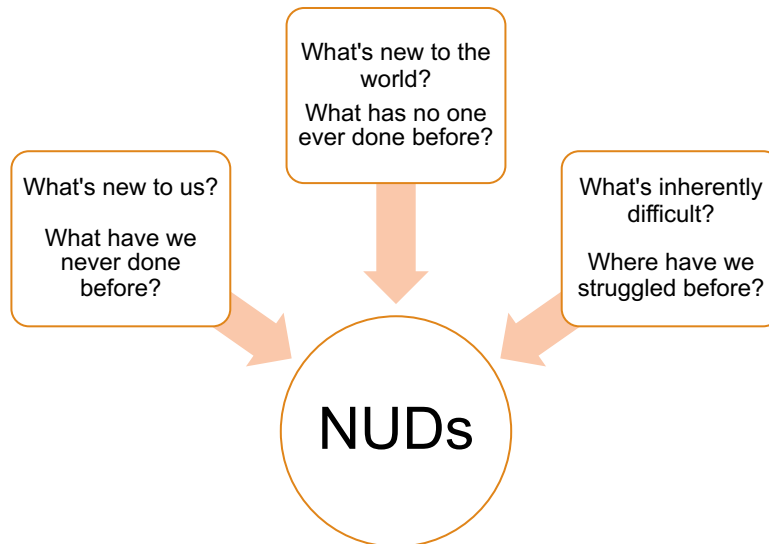 What's new to us?
What have we
never done
before?
What's new to the
world?
What has no one
ever done before?
What's inherently
difficult?
Where have we
struggled before?
NUDs